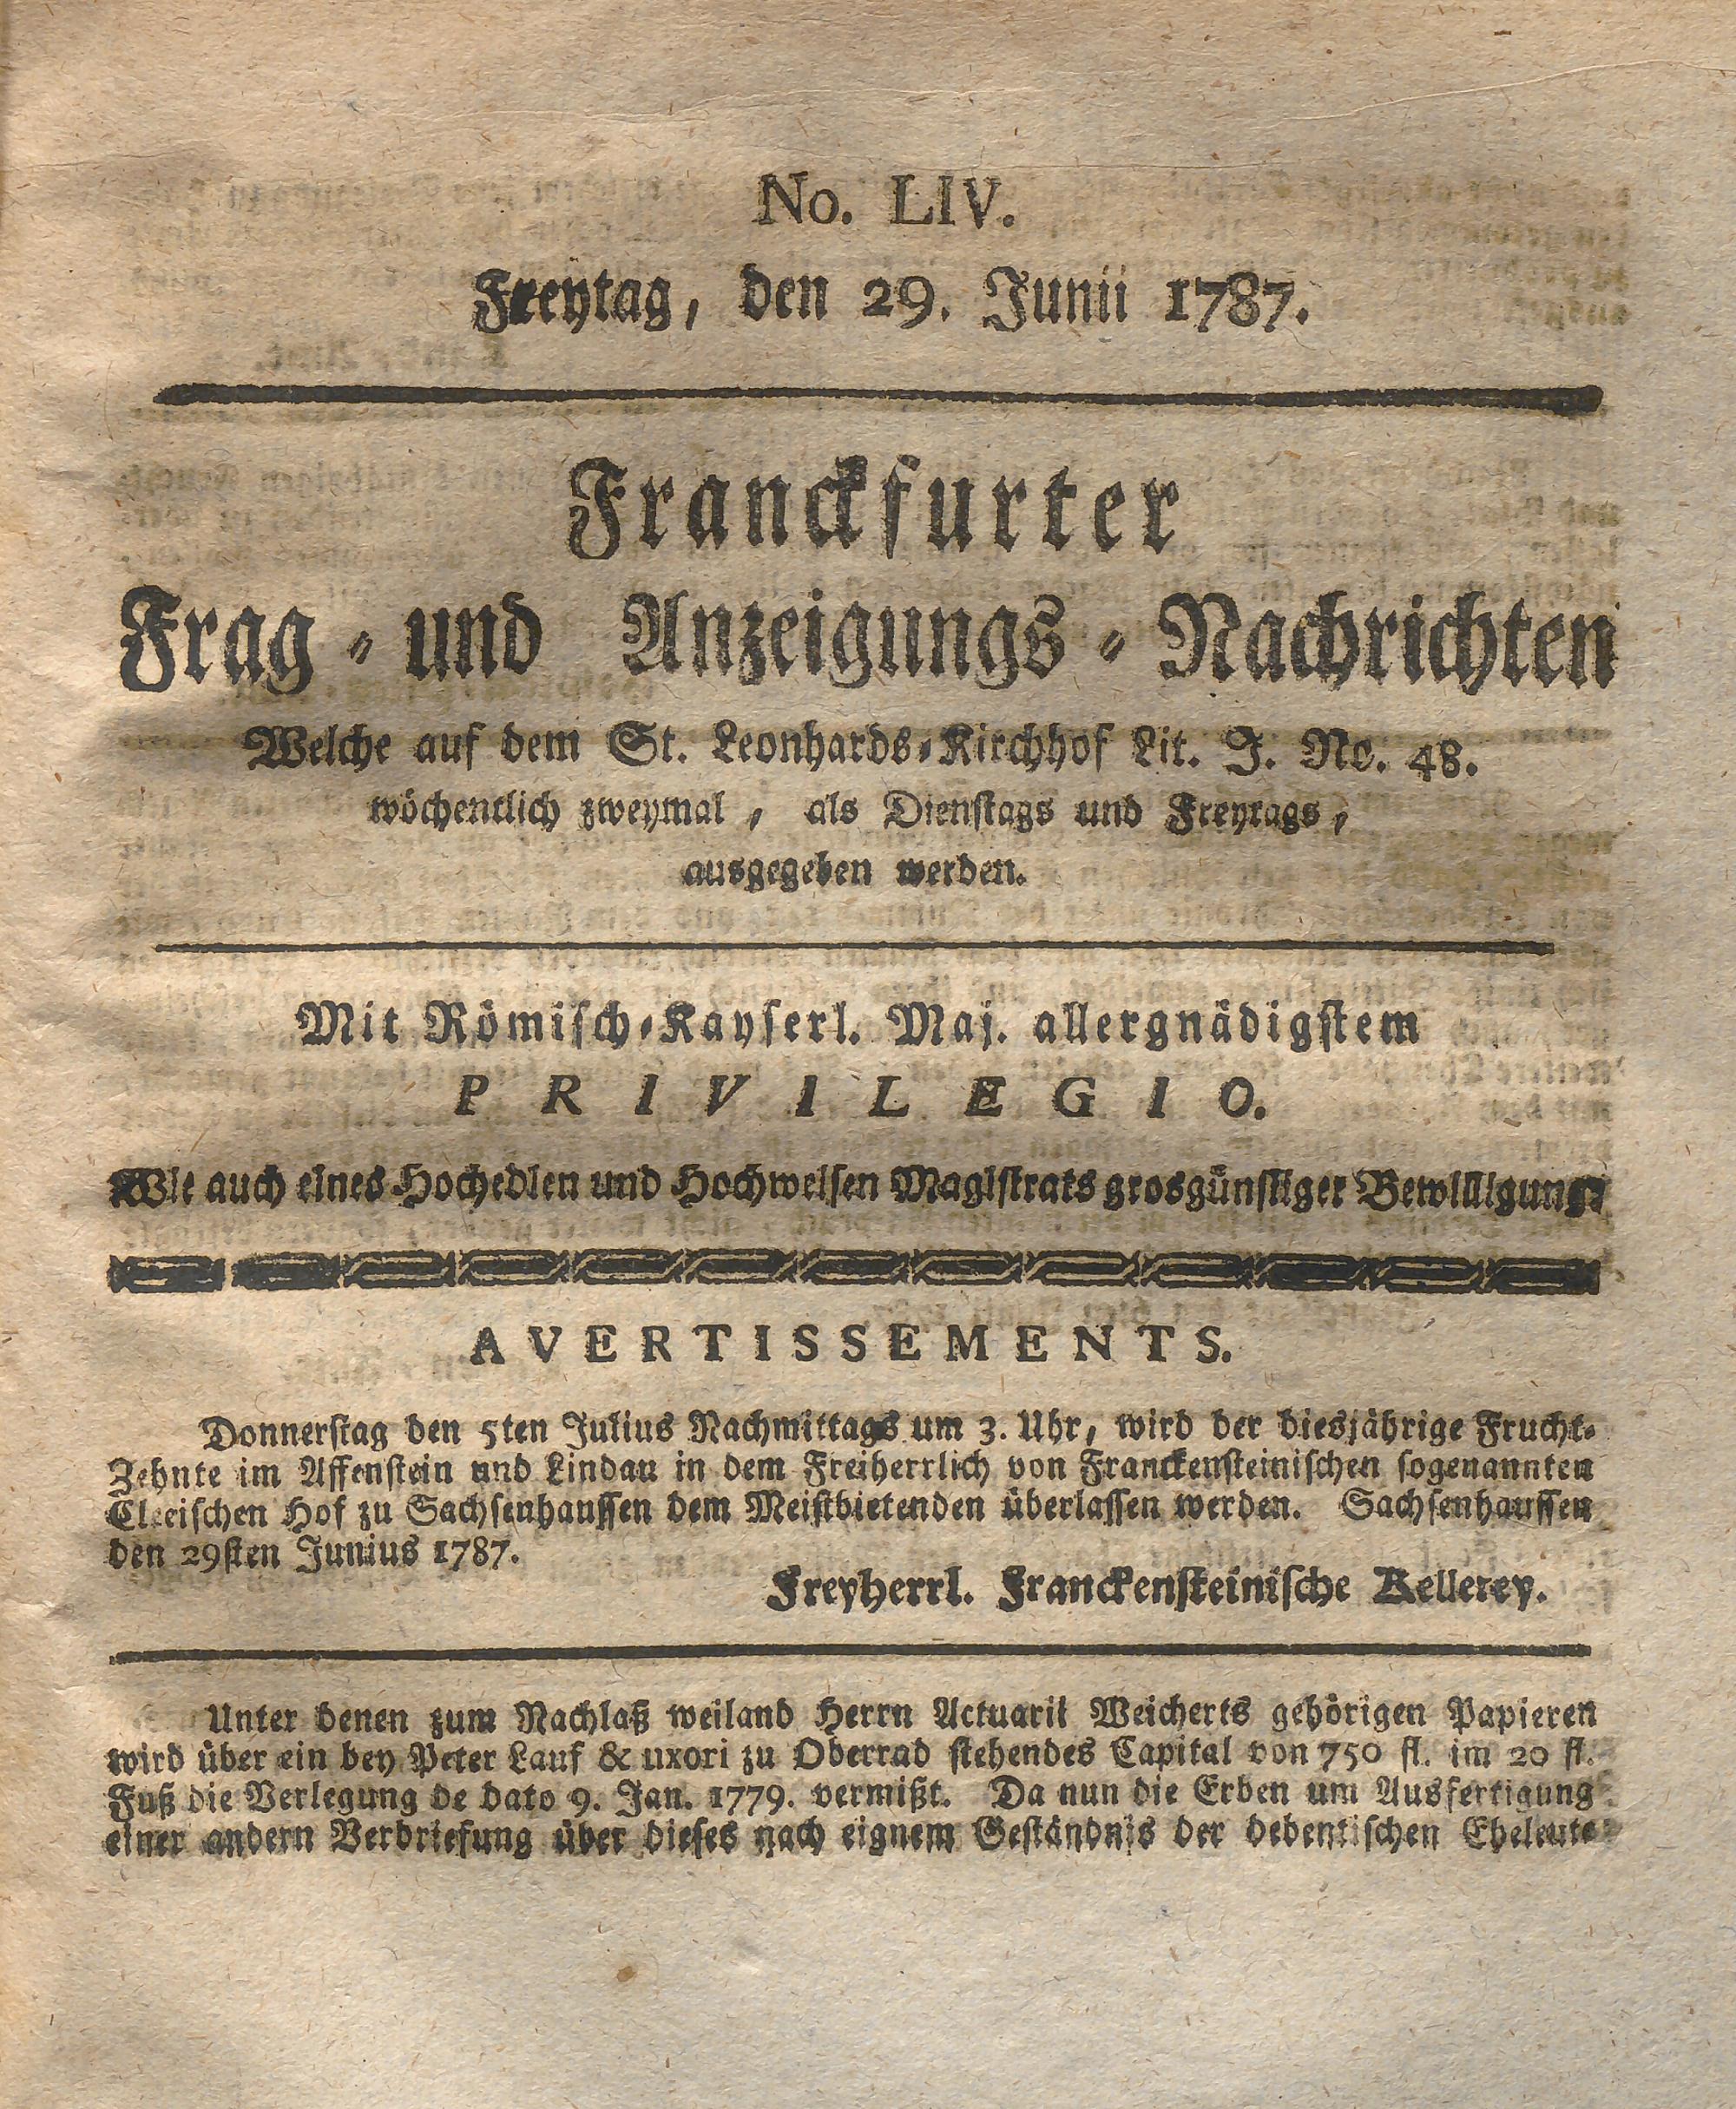 No. LIV.
Freytag, den 29. Junii 1787.
Franckfurter
Frag- und Anzeigungs-Nachrichten
Welche auf dem St. Leonhards-Kirchhof Lit. J. No. 48.
wöchentlich zweymal, als Dienstags und Freytags,
ausgegeben werden.
Mit Römisch-Kayserl. Maj. allergnädigstem
PRIVILEGIO.
Wie auch eines Hochedlen und Hochweisen Magistrats grosgünstiger Bewilligung.
AVERTISSEMENTS.
Donnerstag den 5ten Julius Nachmittags um 3. Uhr, wird der diesjährige Frucht-
Zehnte im Affenstein und Lindau in dem Freiherrlich von Franckensteinischen sogenannten
Hof zu Sachsenhaussen dem Meistbietenden überlassen werden. Sachsenhaussen
den 29sten Junius 1787.
Freyherrl. Franckensteinische Kellerey.
Unter denen zum Nachlaß weiland Herrn Actuarii Weicherts gehörigen Papieren
wird über ein bey Peter Lauf & uxori zu Oberrad stehendes Capital von 750 fl. im 20 fl.
Fuß die Verlegung de dato 9. Jan. 1779. vermißt. Da nun die Erben um Ausfertigung
einer andern Verbriefung über dieses nach eignem Geständnis der debentischen Eheleute